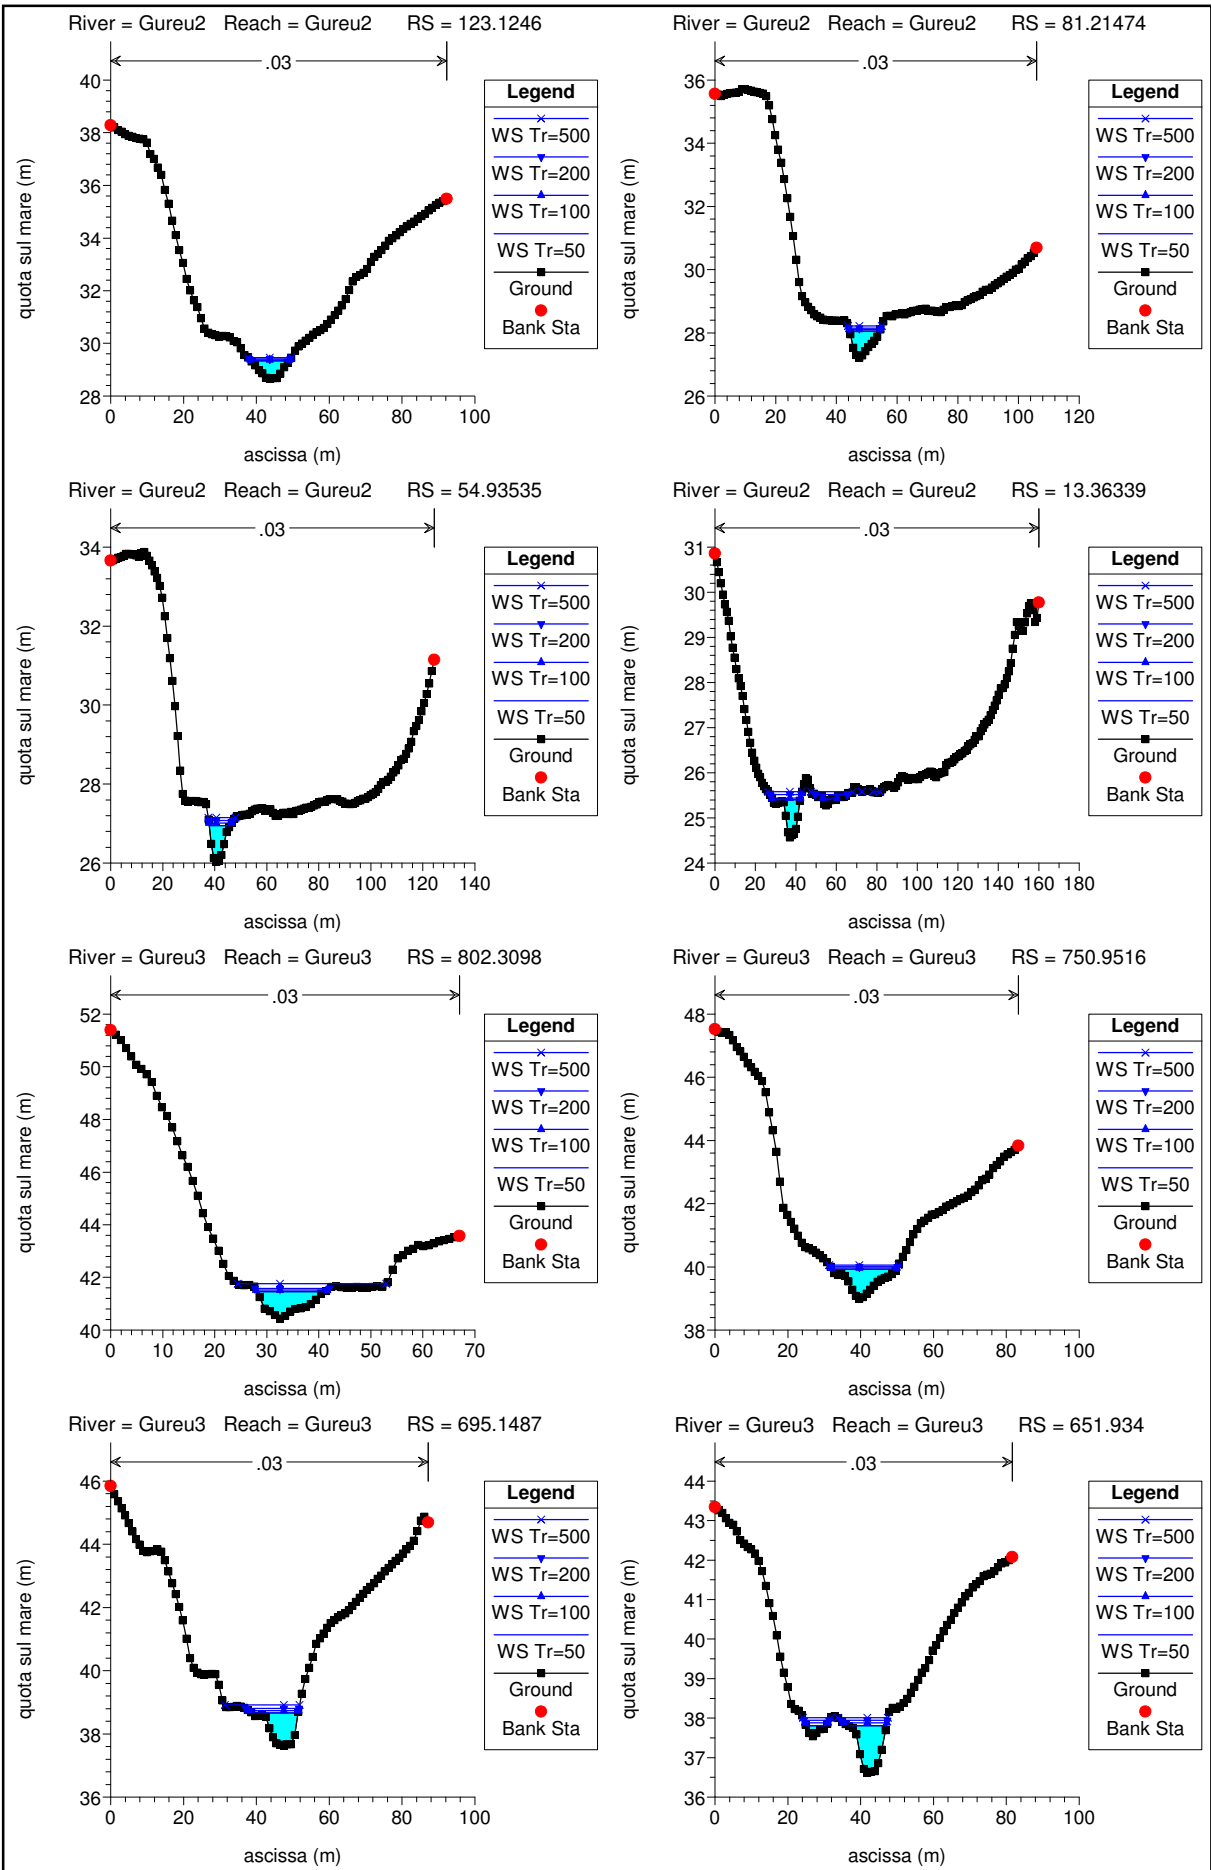 River = Gureu2 Reach = Gureu2 RS = 123.1246
.03
40
38
36
34
32
30
28
0 20 40 60 80 100
quota sul mare (m)
ascissa (m)
Legend
WS Tr=500
WS Tr=200
WS Tr=100
WS Tr=50
Ground
Bank Sta
River = Gureu2 Reach = Gureu2 RS = 81.21474
.03
36
34
32
30
28
26
0 20 40 60 80 100 120
quota sul mare (m)
ascissa (m)
Legend
WS Tr=500
WS Tr=200
WS Tr=100
WS Tr=50
Ground
Bank Sta
River = Gureu2 Reach = Gureu2 RS = 54.93535
.03
34
32
30
28
26
0 20 40 60 80 100 120 140
quota sul mare (m)
ascissa (m)
Legend
WS Tr=500
WS Tr=200
WS Tr=100
WS Tr=50
Ground
Bank Sta
River = Gureu2 Reach = Gureu2 RS = 13.36339
.03
31
30
29
28
27
26
25
24
0 20 40 60 80 100 120 140 160 180
quota sul mare (m)
ascissa (m)
Legend
WS Tr=500
WS Tr=200
WS Tr=100
WS Tr=50
Ground
Bank Sta
River = Gureu3 Reach = Gureu3 RS = 802.3098
.03
52
50
48
46
44
42
40
0 10 20 30 40 50 60 70
quota sul mare (m)
ascissa (m)
Legend
WS Tr=500
WS Tr=200
WS Tr=100
WS Tr=50
Ground
Bank Sta
River = Gureu3 Reach = Gureu3 RS = 750.9516
.03
48
46
44
42
40
38
0 20 40 60 80 100
quota sul mare (m)
ascissa (m)
Legend
WS Tr=500
WS Tr=200
WS Tr=100
WS Tr=50
Ground
Bank Sta
River = Gureu3 Reach = Gureu3 RS = 695.1487
.03
46
44
42
40
38
36
0 20 40 60 80 100
quota sul mare (m)
ascissa (m)
Legend
WS Tr=500
WS Tr=200
WS Tr=100
WS Tr=50
Ground
Bank Sta
River = Gureu3 Reach = Gureu3 RS = 651.934
.03
44
43
42
41
40
39
38
37
36
0 20 40 60 80 100
quota sul mare (m)
ascissa (m)
Legend
WS Tr=500
WS Tr=200
WS Tr=100
WS Tr=50
Ground
Bank Sta